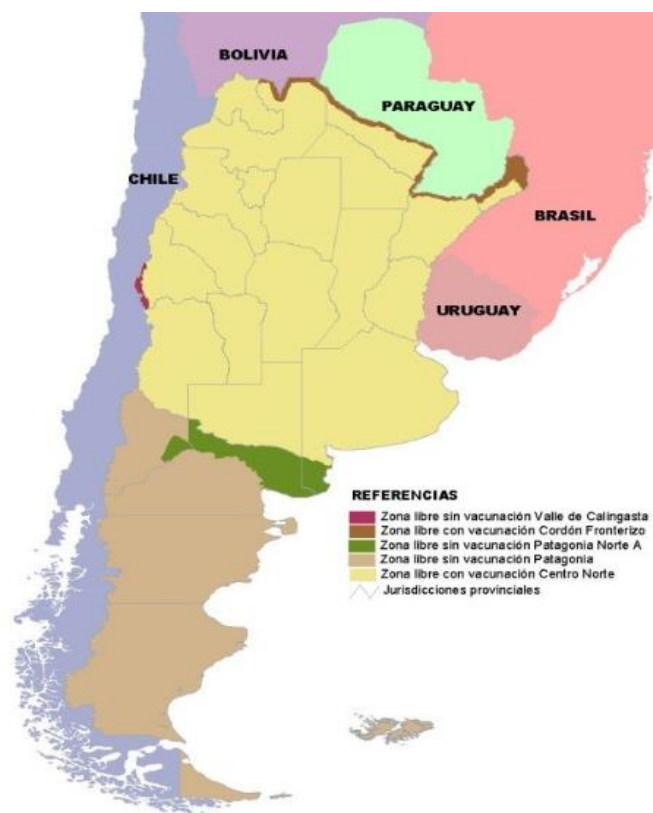 BOLIVIA
PARAGUAY
CHILE
BRASIL
URUGUAY
REFERENCIAS
Zona libre sin vacunación Valle de Calingasta
Zona libre con vacunación Cordón Fronterizo
Zona libre sin vacunación Patagonia Norte A
Zona libre sin vacunación Patagonia
Zona libre con vacunación Centro Norte
Jurisdicciones provinciales